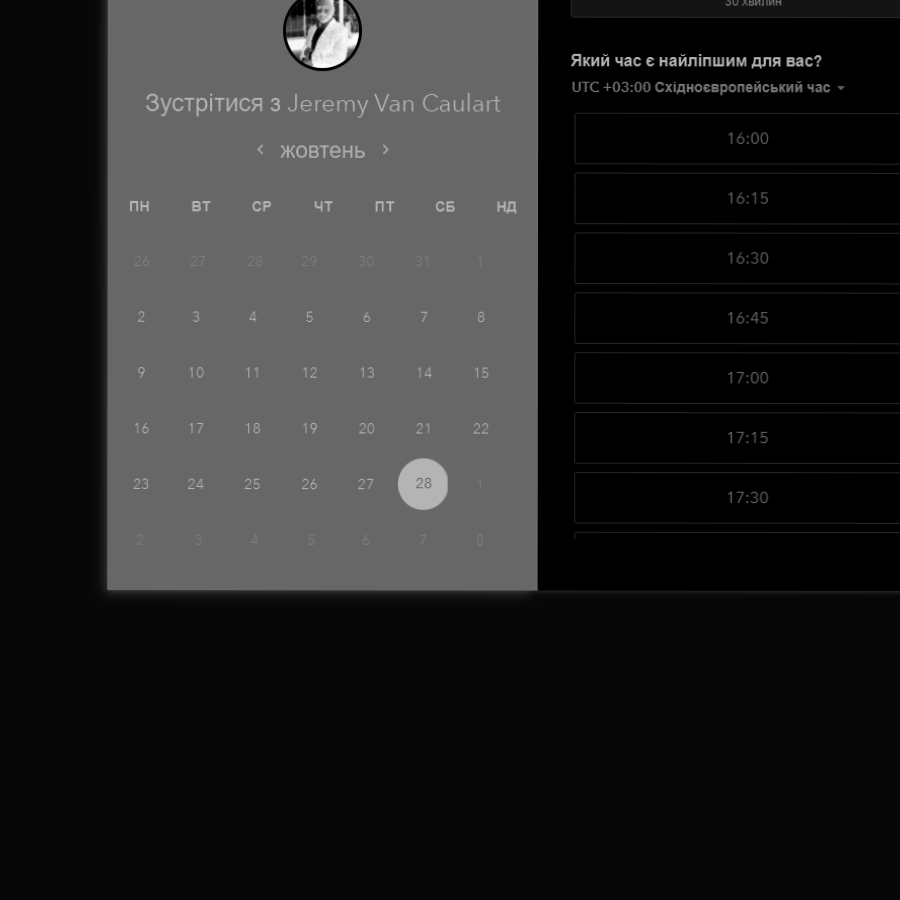 Зустрітися з Jeremy Van Caulart
жовтень
ПН ВТ СР ЧТ ПТ СБ НД
26 27 28 29 30 31 1
2 3 4 5 6 7 8
9 10 11 12 13 14 15
16 17 18 19 20 21 22
23 24 25 26 27 28 1
2 3 4 5 6 7 8
30 хвилин
Який час є найліпшим для вас?
UTC +03:00 Східноєвропейський час
16:00
16:15
16:30
16:45
17:00
17:15
17:30